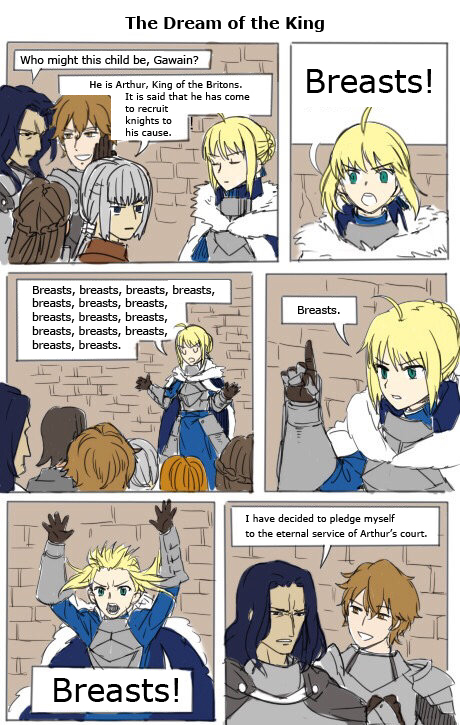 The Dream of the King
Who might this child be, Gawain?
He is Arthur, King of the Britons.
It is said that he has come
to recruit
knights to
his cause.
!
Breasts!
Breasts, breasts, breasts, breasts,
breasts, breasts, breasts,
breasts, breasts, breasts,
breasts, breasts, breasts,
breasts, breasts.
Breasts.
Breasts!
I have decided to pledge myself
to the eternal service of Arthur's court.